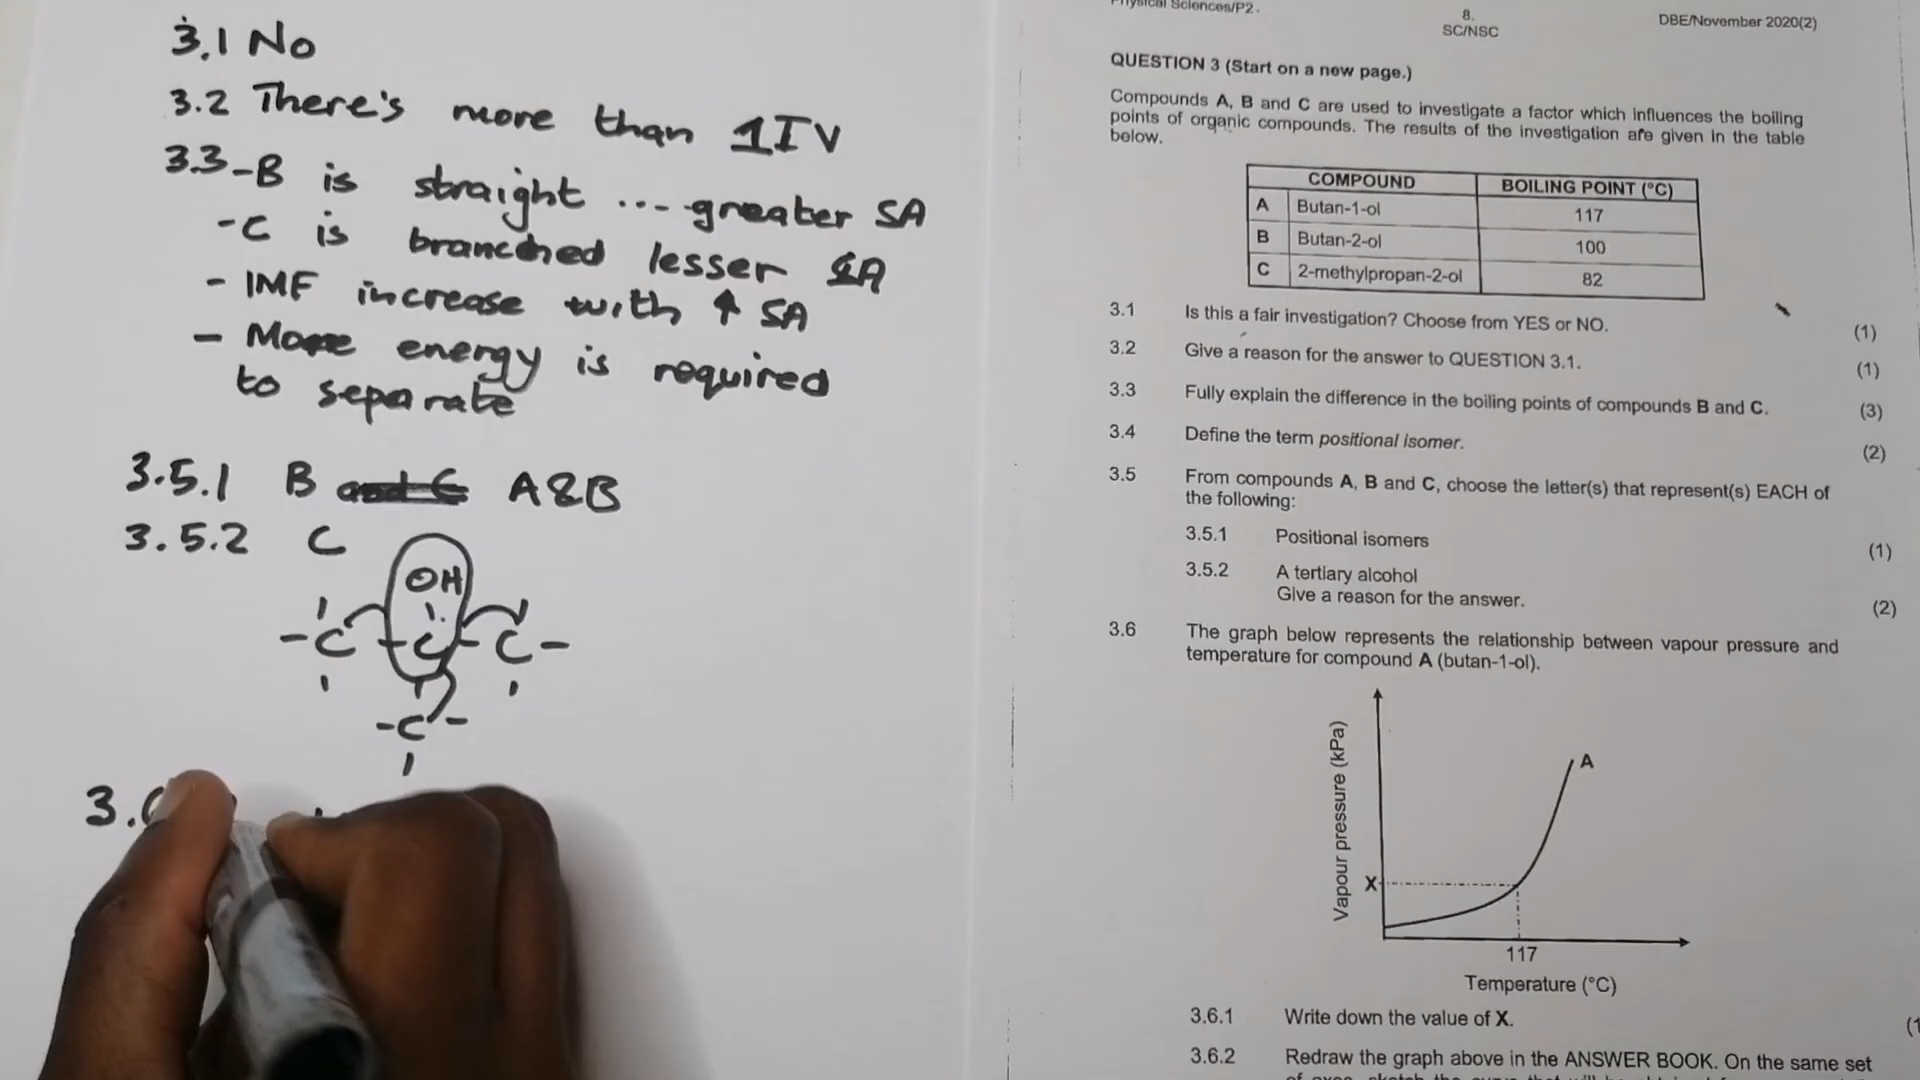 3.1 No
3.2 There's more than 1 IV
3.3 - B is straight ... greater SA
- C is branched lesser SA
- IMF increase with ↑ SA
- More energy is required
to separate
3.5.1 B and C A & B
3.5.2 C
OH
-C-C-C-
-C-
3.
Physical Sciences/P2
8
SC/NSC
DBE/November 2020(2)
QUESTION 3 (Start on a new page.)
Compounds A, B and C are used to investigate a factor which influences the boiling
points of organic compounds. The results of the investigation are given in the table
below.
COMPOUND BOILING POINT (°C)
A Butan-1-ol 117
B Butan-2-ol 100
C 2-methylpropan-2-ol 82
3.1 Is this a fair investigation? Choose from YES or NO. (1)
3.2 Give a reason for the answer to QUESTION 3.1. (1)
3.3 Fully explain the difference in the boiling points of compounds B and C. (3)
3.4 Define the term positional isomer. (2)
3.5 From compounds A, B and C, choose the letter(s) that represent(s) EACH of
the following:
3.5.1 Positional isomers (1)
3.5.2 A tertiary alcohol
Give a reason for the answer. (2)
3.6 The graph below represents the relationship between vapour pressure and
temperature for compound A (butan-1-ol).
Vapour pressure (kPa)
A
X
117
Temperature (°C)
3.6.1 Write down the value of X. (1
3.6.2 Redraw the graph above in the ANSWER BOOK. On the same set